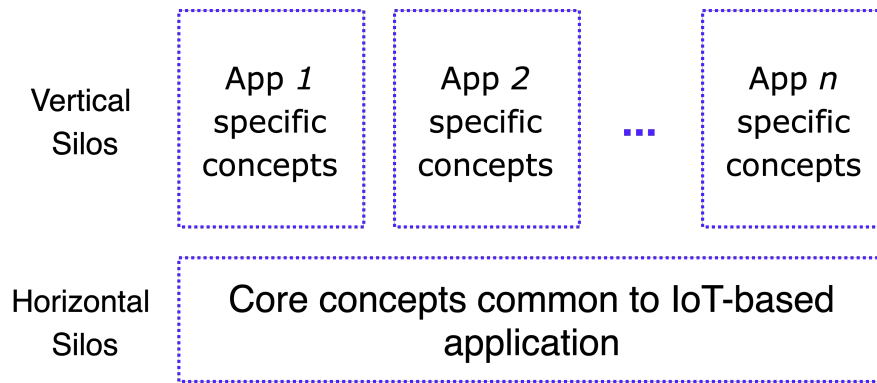 Vertical
Silos
App 1
specific
concepts
App 2
specific
concepts
...
App n
specific
concepts
Horizontal
Silos
Core concepts common to IoT-based
application